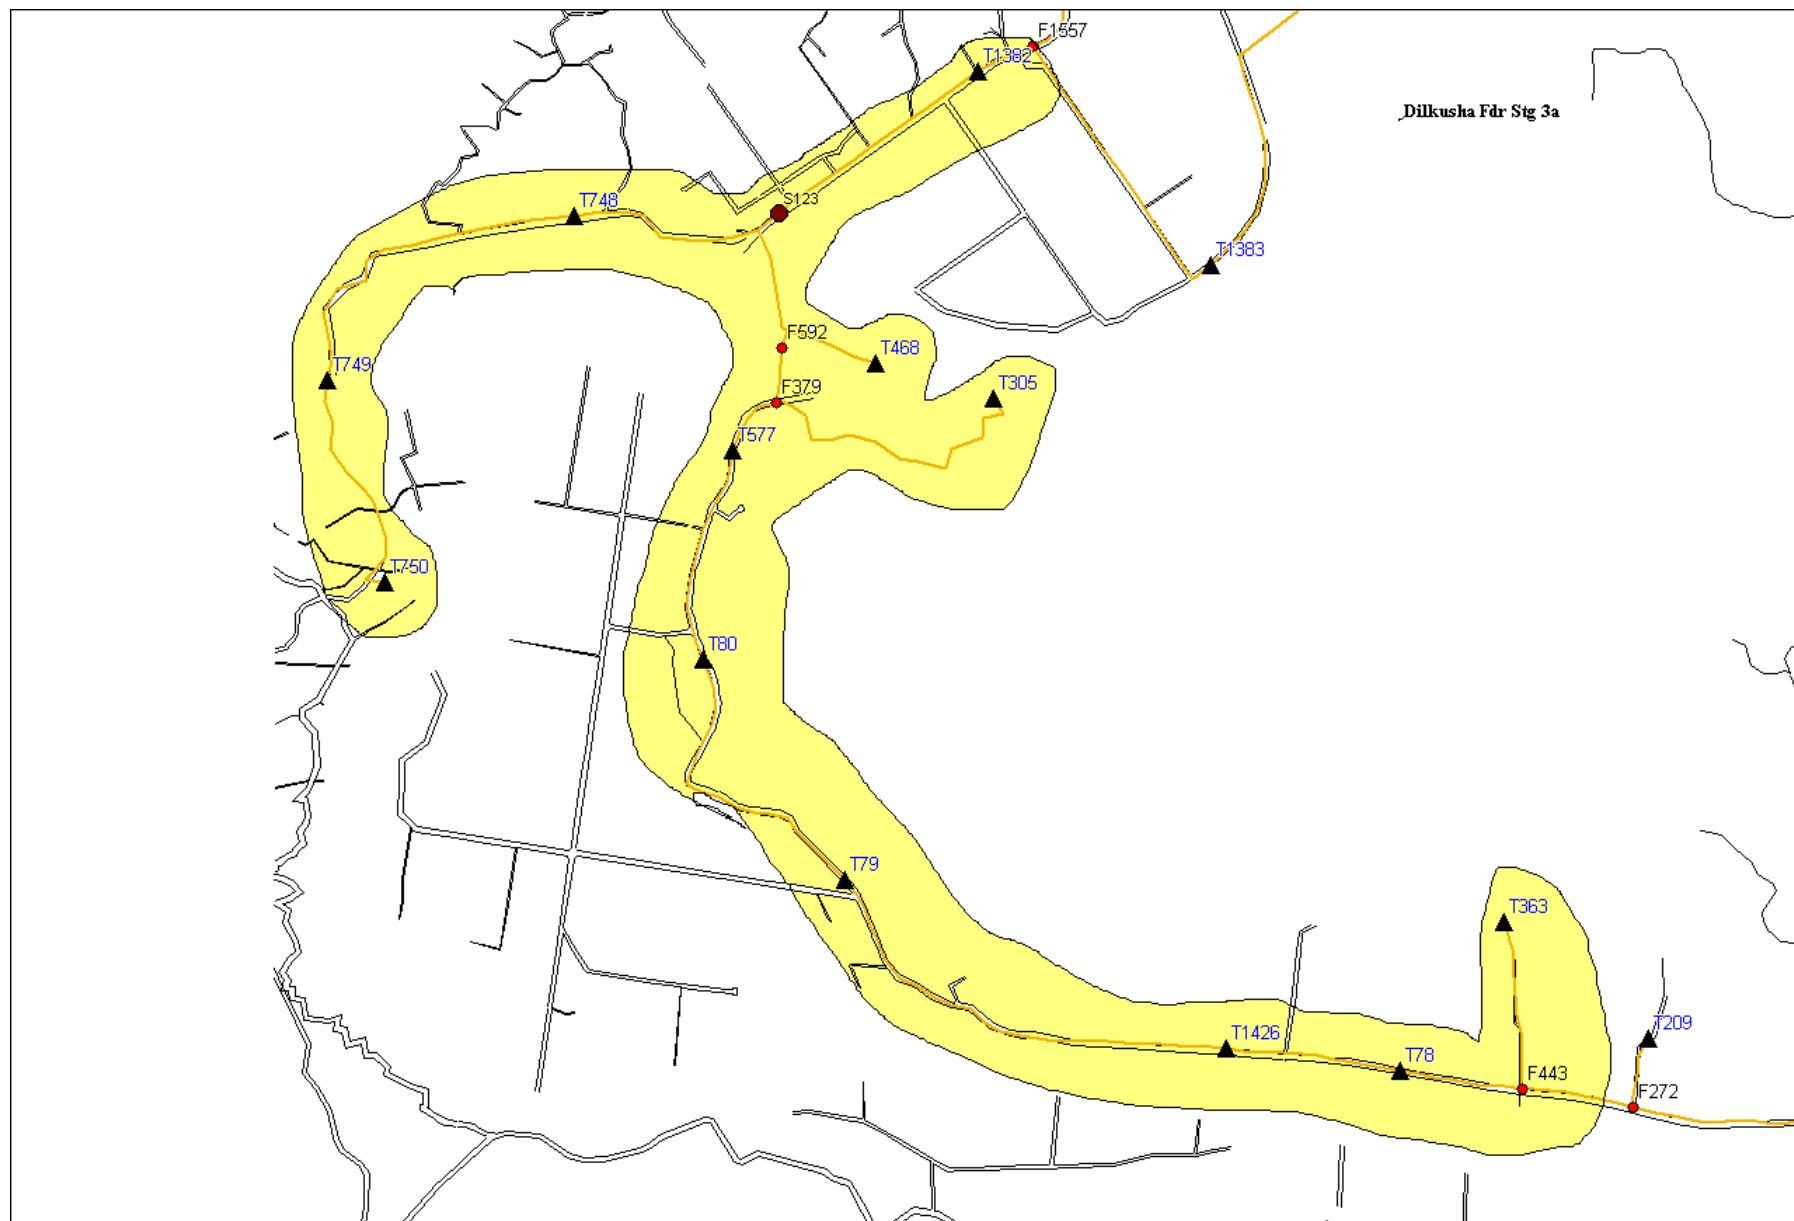 F1557
T1382
Dilkusha Fdr Stg 3a
S123
T748
T1383
F592
T468
T749
F379
T305
T577
T750
T80
T79
T363
T1426
T209
T78
F443
F272